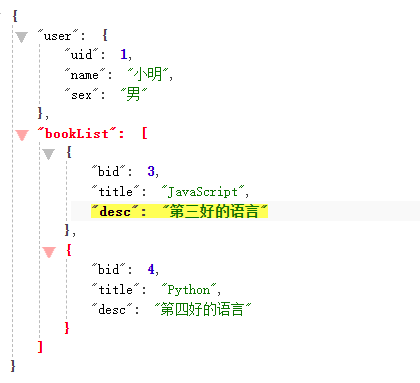 {
"user": {
"uid": 1,
"name": "小明",
"sex": "男"
},
"bookList": [
{
"bid": 3,
"title": "JavaScript",
"desc": "第三好的语言"
},
{
"bid": 4,
"title": "Python",
"desc": "第四好的语言"
}
]
}